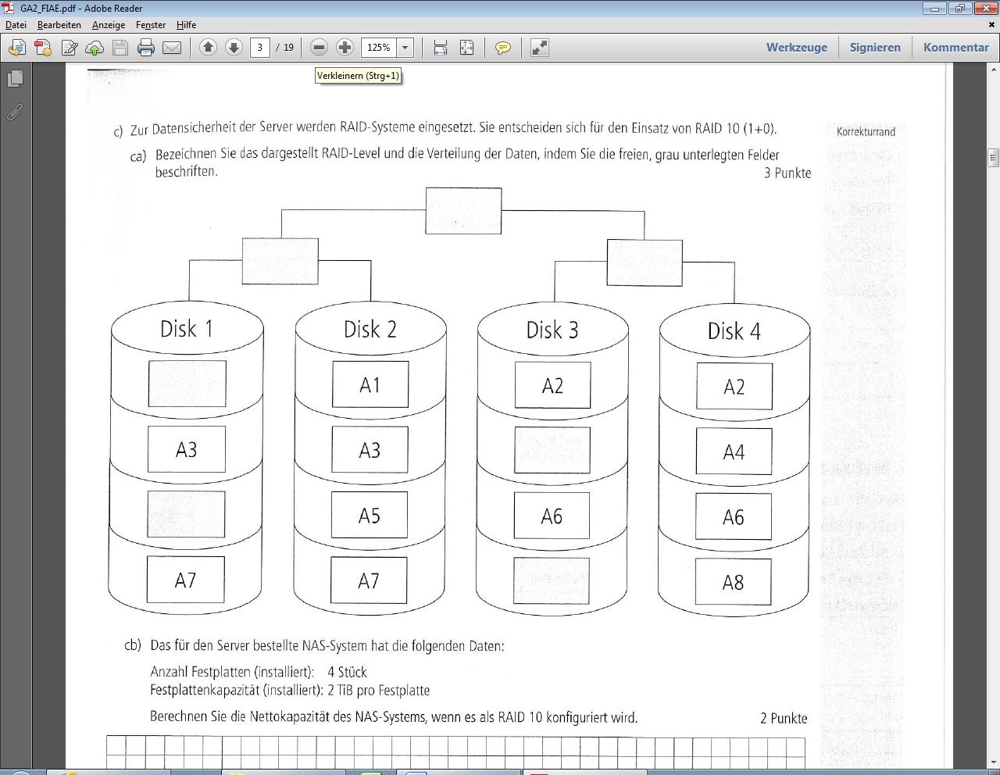 GA2_FIAE.pdf - Adobe Reader
Datei Bearbeiten Anzeige Fenster Hilfe
3 / 19 125% Werkzeuge Signieren Kommentar
Verkleinern (Strg+1)
c) Zur Datensicherheit der Server werden RAID-Systeme eingesetzt. Sie entscheiden sich für den Einsatz von RAID 10 (1+0).
Korrekturrand
ca) Bezeichnen Sie das dargestellt RAID-Level und die Verteilung der Daten, indem Sie die freien, grau unterlegten Felder
beschriften. 3 Punkte
Disk 1 Disk 2 Disk 3 Disk 4
A1 A2 A2
A3 A3 A4
A5 A6 A6
A7 A7 A8
cb) Das für den Server bestellte NAS-System hat die folgenden Daten:
Anzahl Festplatten (installiert): 4 Stück
Festplattenkapazität (installiert): 2 TiB pro Festplatte
Berechnen Sie die Nettokapazität des NAS-Systems, wenn es als RAID 10 konfiguriert wird. 2 Punkte